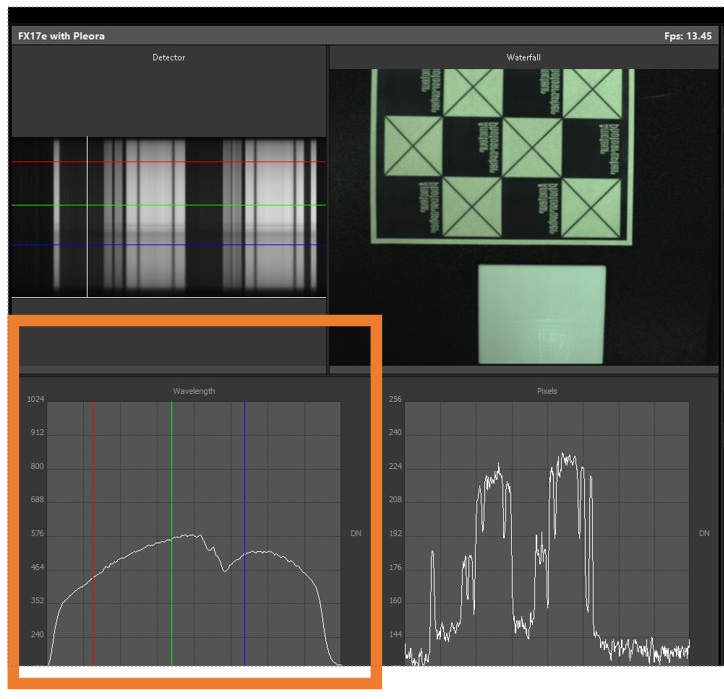 FX17e with Pleora
Fps: 13.45
Detector
Waterfall
Wavelength
1024
912
800
688
576
464
352
240
DN
Pixels
256
240
224
208
192
176
160
144
DN